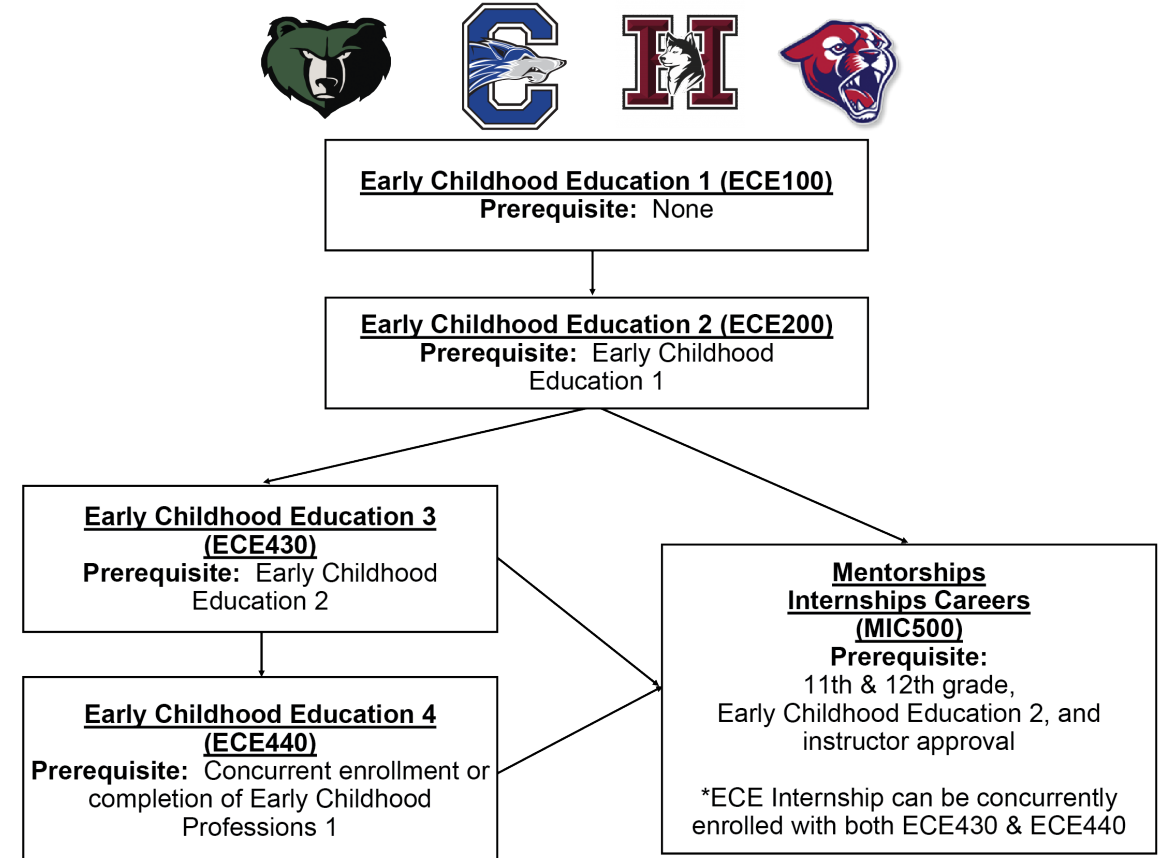 C
H
Early Childhood Education 1 (ECE100)
Prerequisite: None
Early Childhood Education 2 (ECE200)
Prerequisite: Early Childhood
Education 1
Early Childhood Education 3
(ECE430)
Prerequisite: Early Childhood
Education 2
Early Childhood Education 4
(ECE440)
Prerequisite: Concurrent enrollment or
completion of Early Childhood
Professions 1
Mentorships
Internships Careers
(MIC500)
Prerequisite:
11th & 12th grade,
Early Childhood Education 2, and
instructor approval
*ECE Internship can be concurrently
enrolled with both ECE430 & ECE440